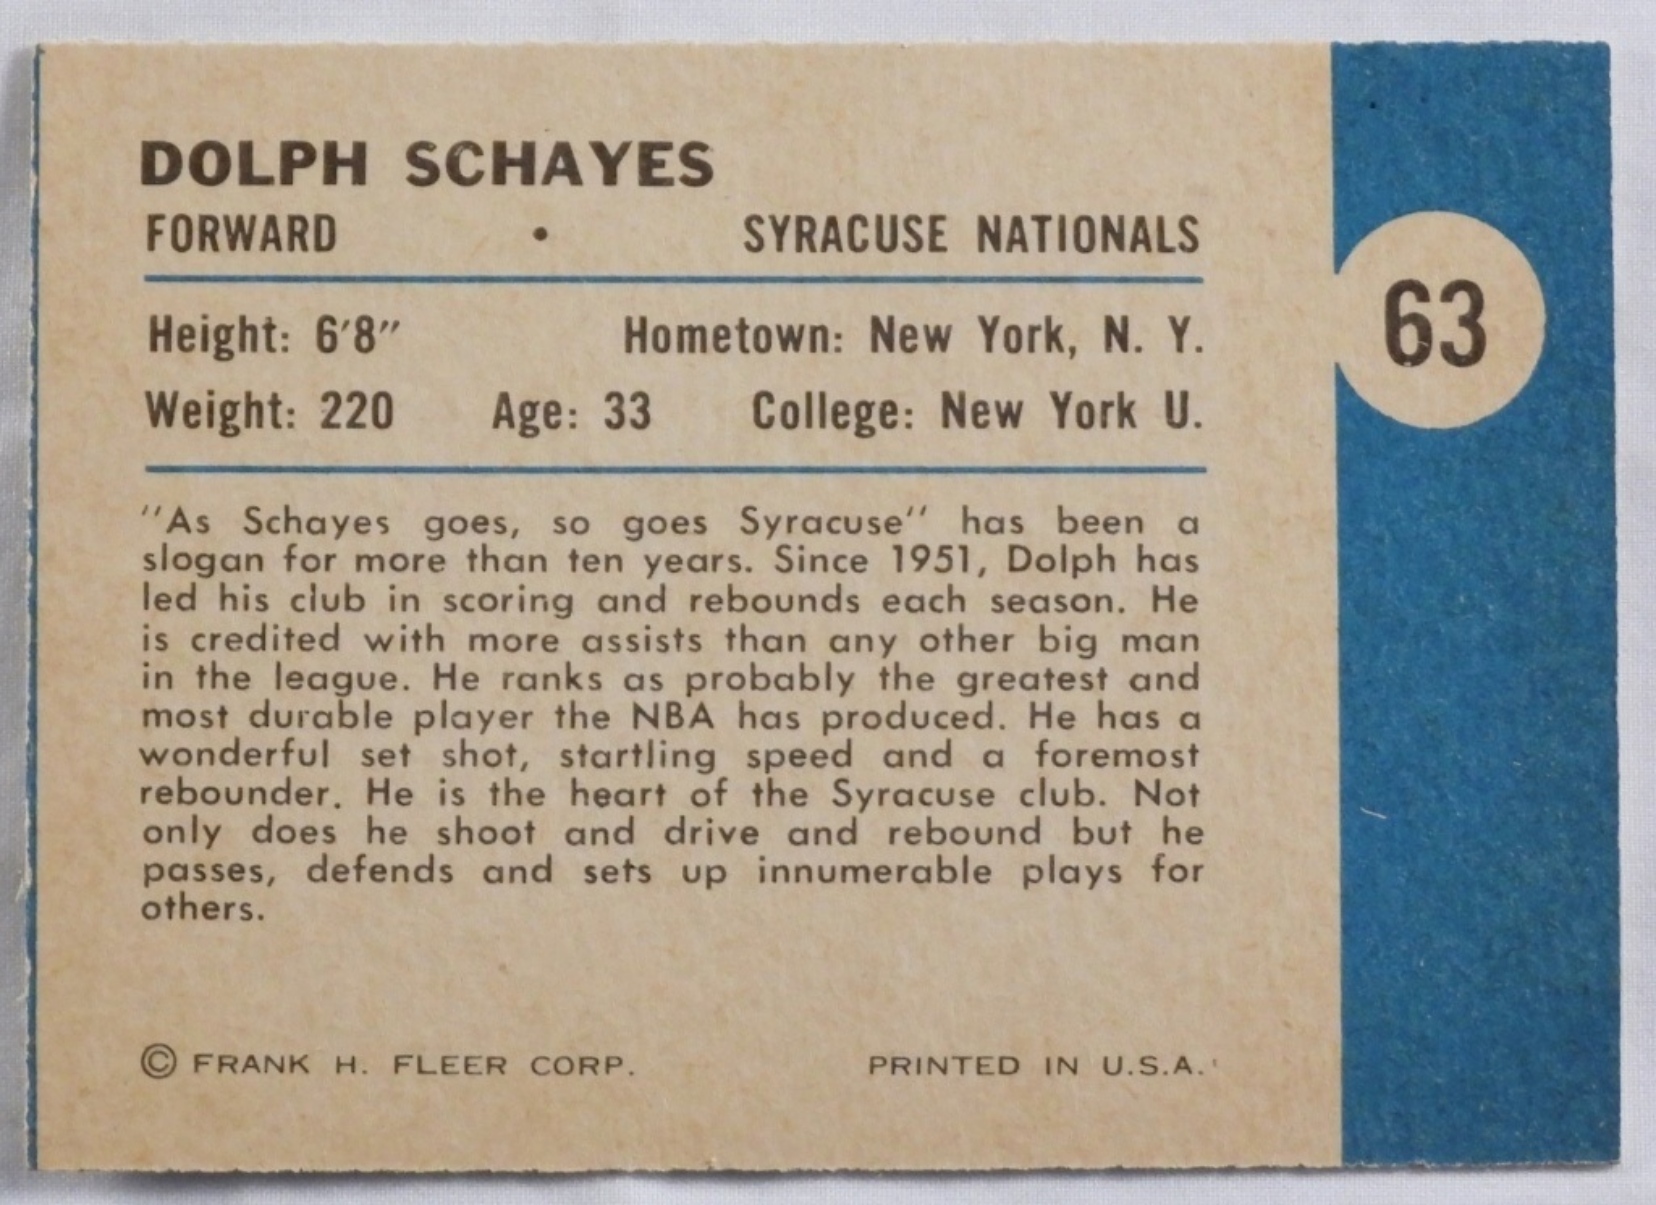 DOLPH SCHAYES
FORWARD • SYRACUSE NATIONALS
63
Height: 6'8" Hometown: New York, N. Y.
Weight: 220 Age: 33 College: New York U.
"As Schayes goes, so goes Syracuse" has been a
slogan for more than ten years. Since 1951, Dolph has
led his club in scoring and rebounds each season. He
is credited with more assists than any other big man
in the league. He ranks as probably the greatest and
most durable player the NBA has produced. He has a
wonderful set shot, startling speed and a foremost
rebounder. He is the heart of the Syracuse club. Not
only does he shoot and drive and rebound but he
passes, defends and sets up innumerable plays for
others.
© FRANK H. FLEER CORP. PRINTED IN U.S.A.